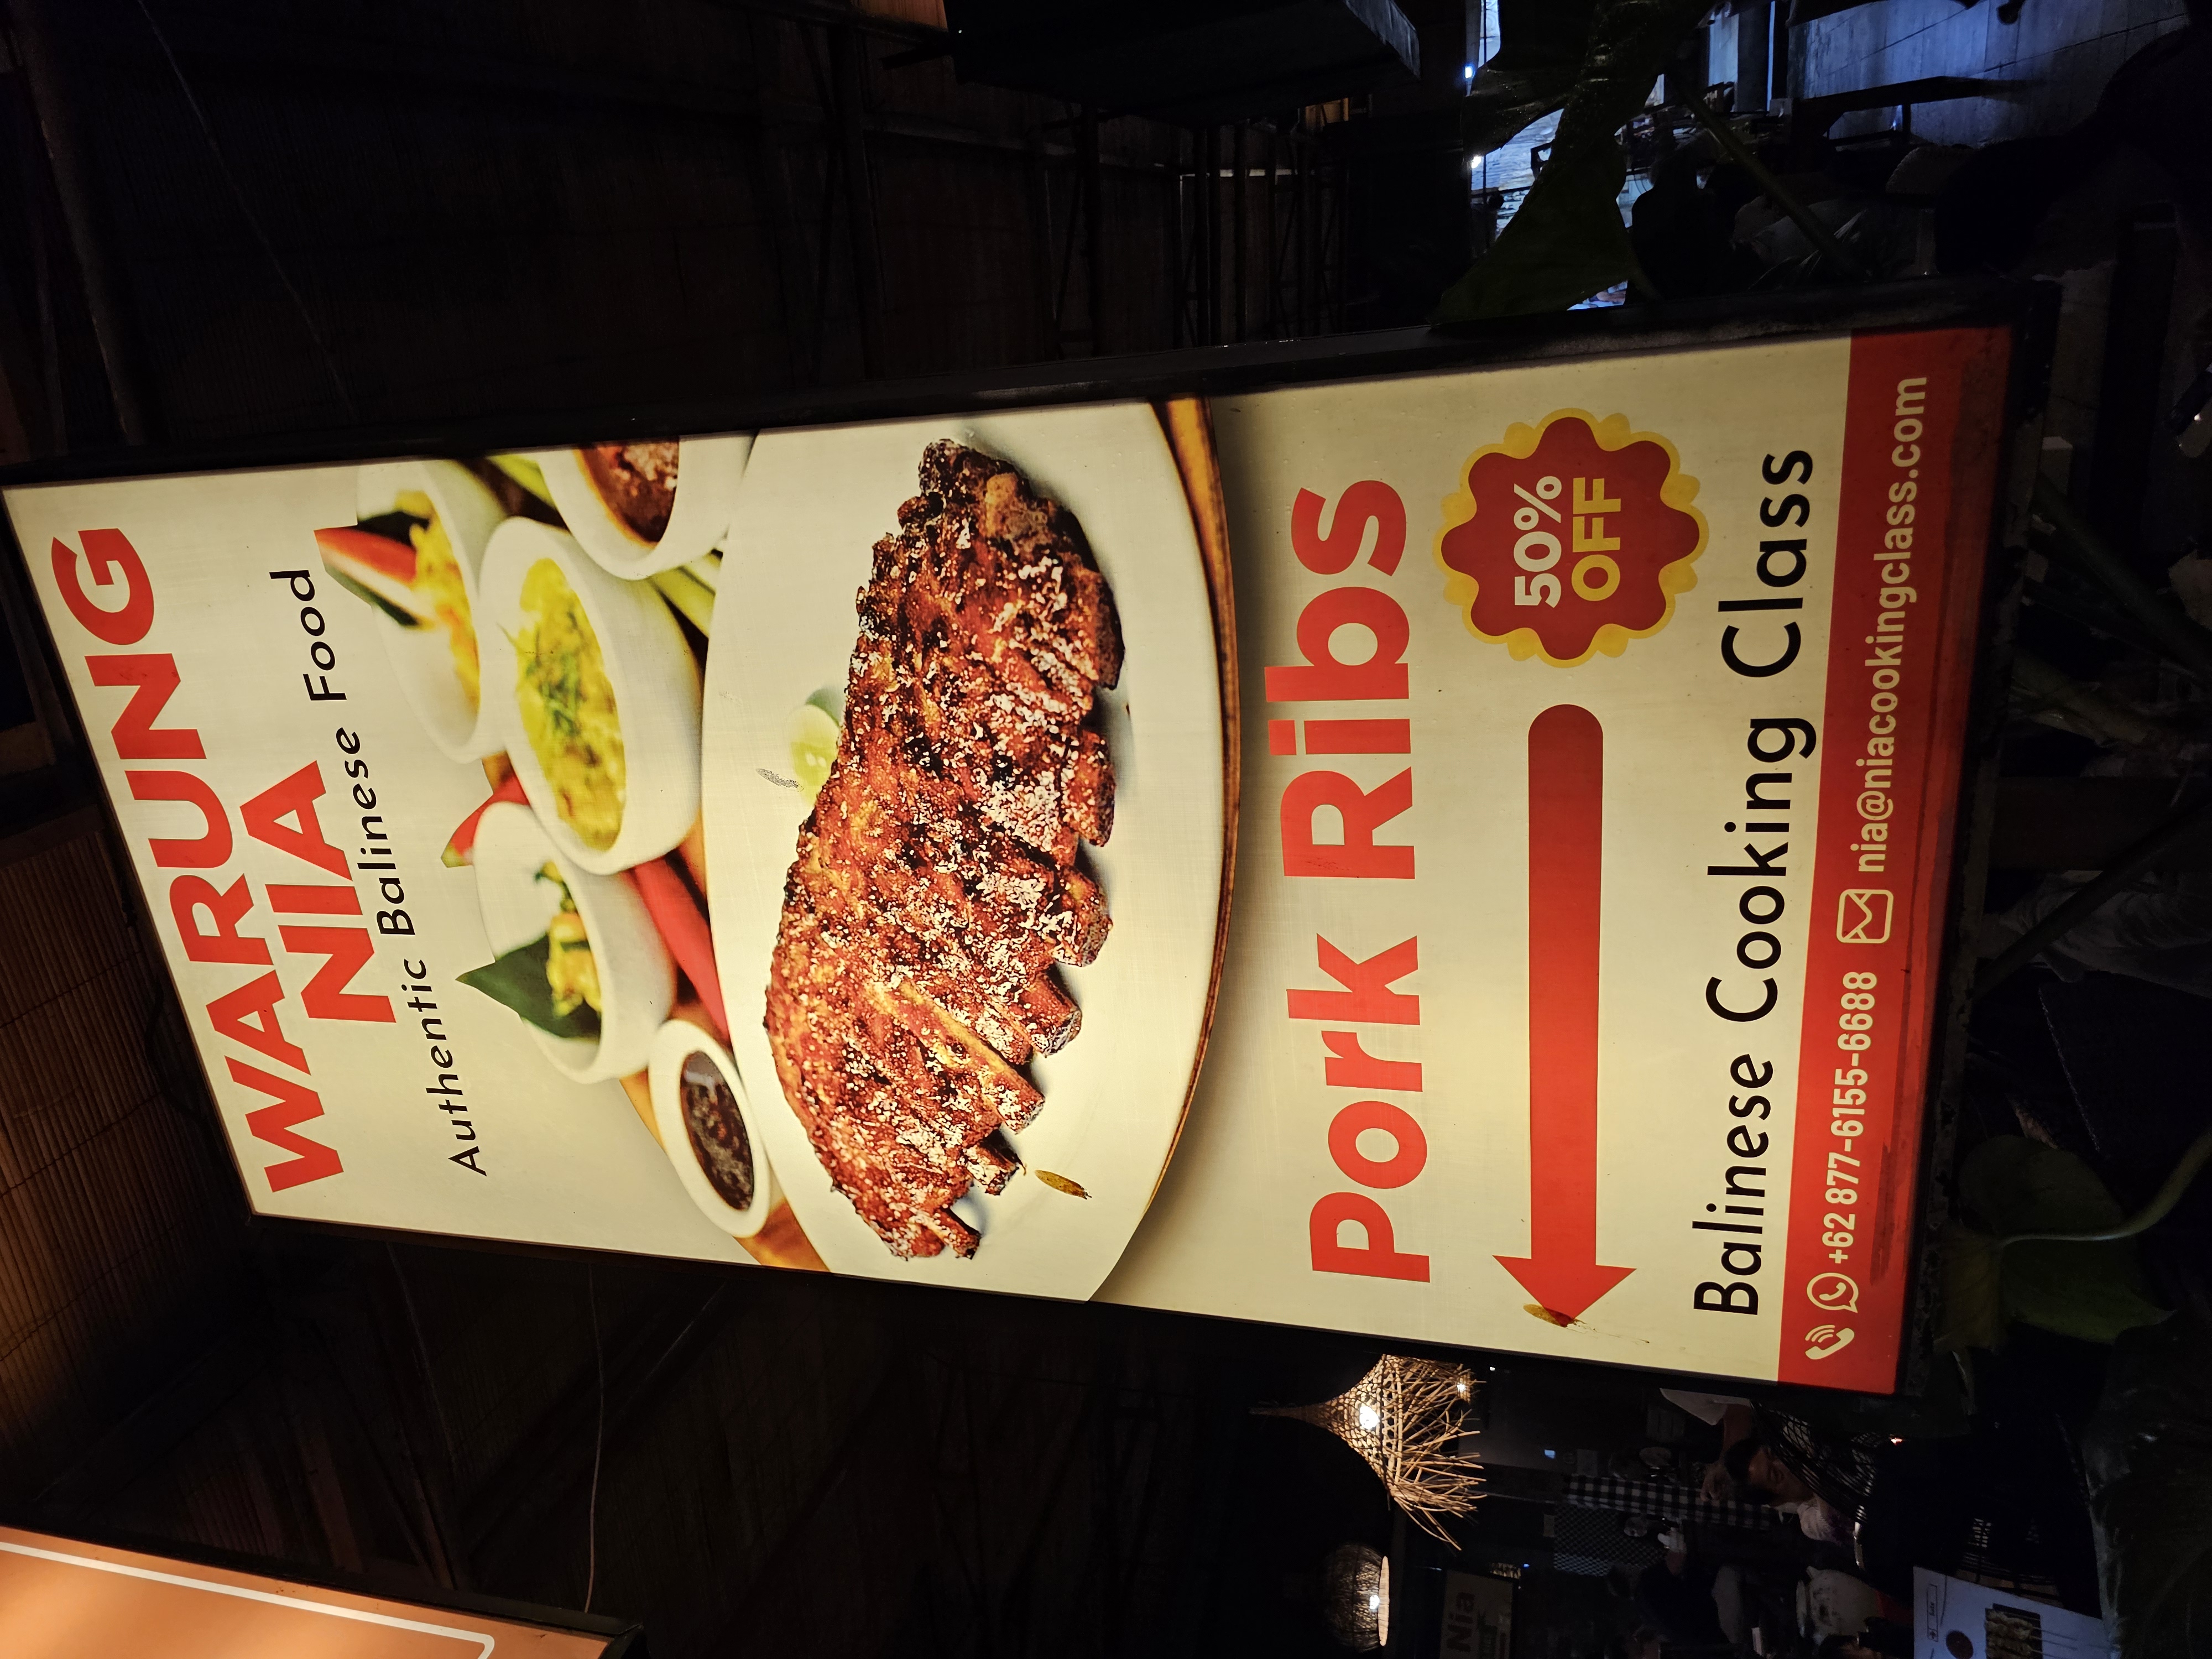 WARUNG
NIA
Authentic Balinese Food
Pork Ribs
50%
OFF
Balinese Cooking Class
+62 877-6155-6688 nia@niacookingclass.com
Nia